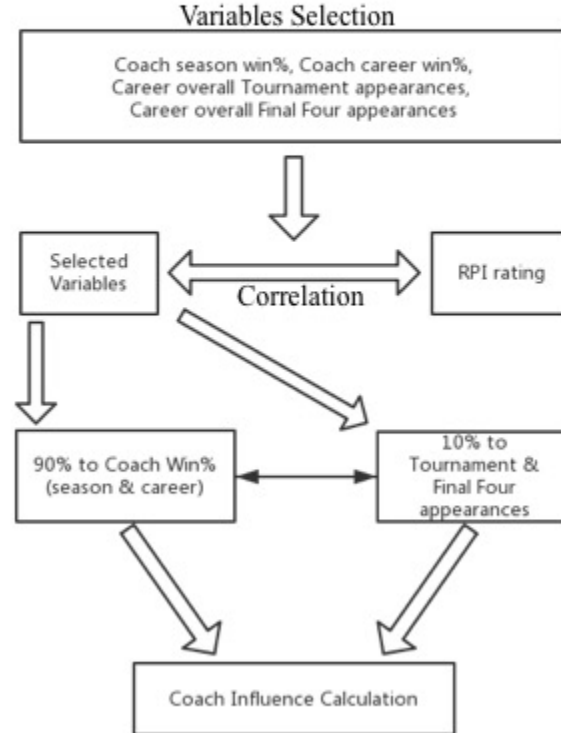 Variables Selection
Coach season win%, Coach career win%,
Career overall Tournament appearances,
Career overall Final Four appearances
Selected
Variables
RPI rating
Correlation
90% to Coach Win%
(season & career)
10% to
Tournament &
Final Four
appearances
Coach Influence Calculation